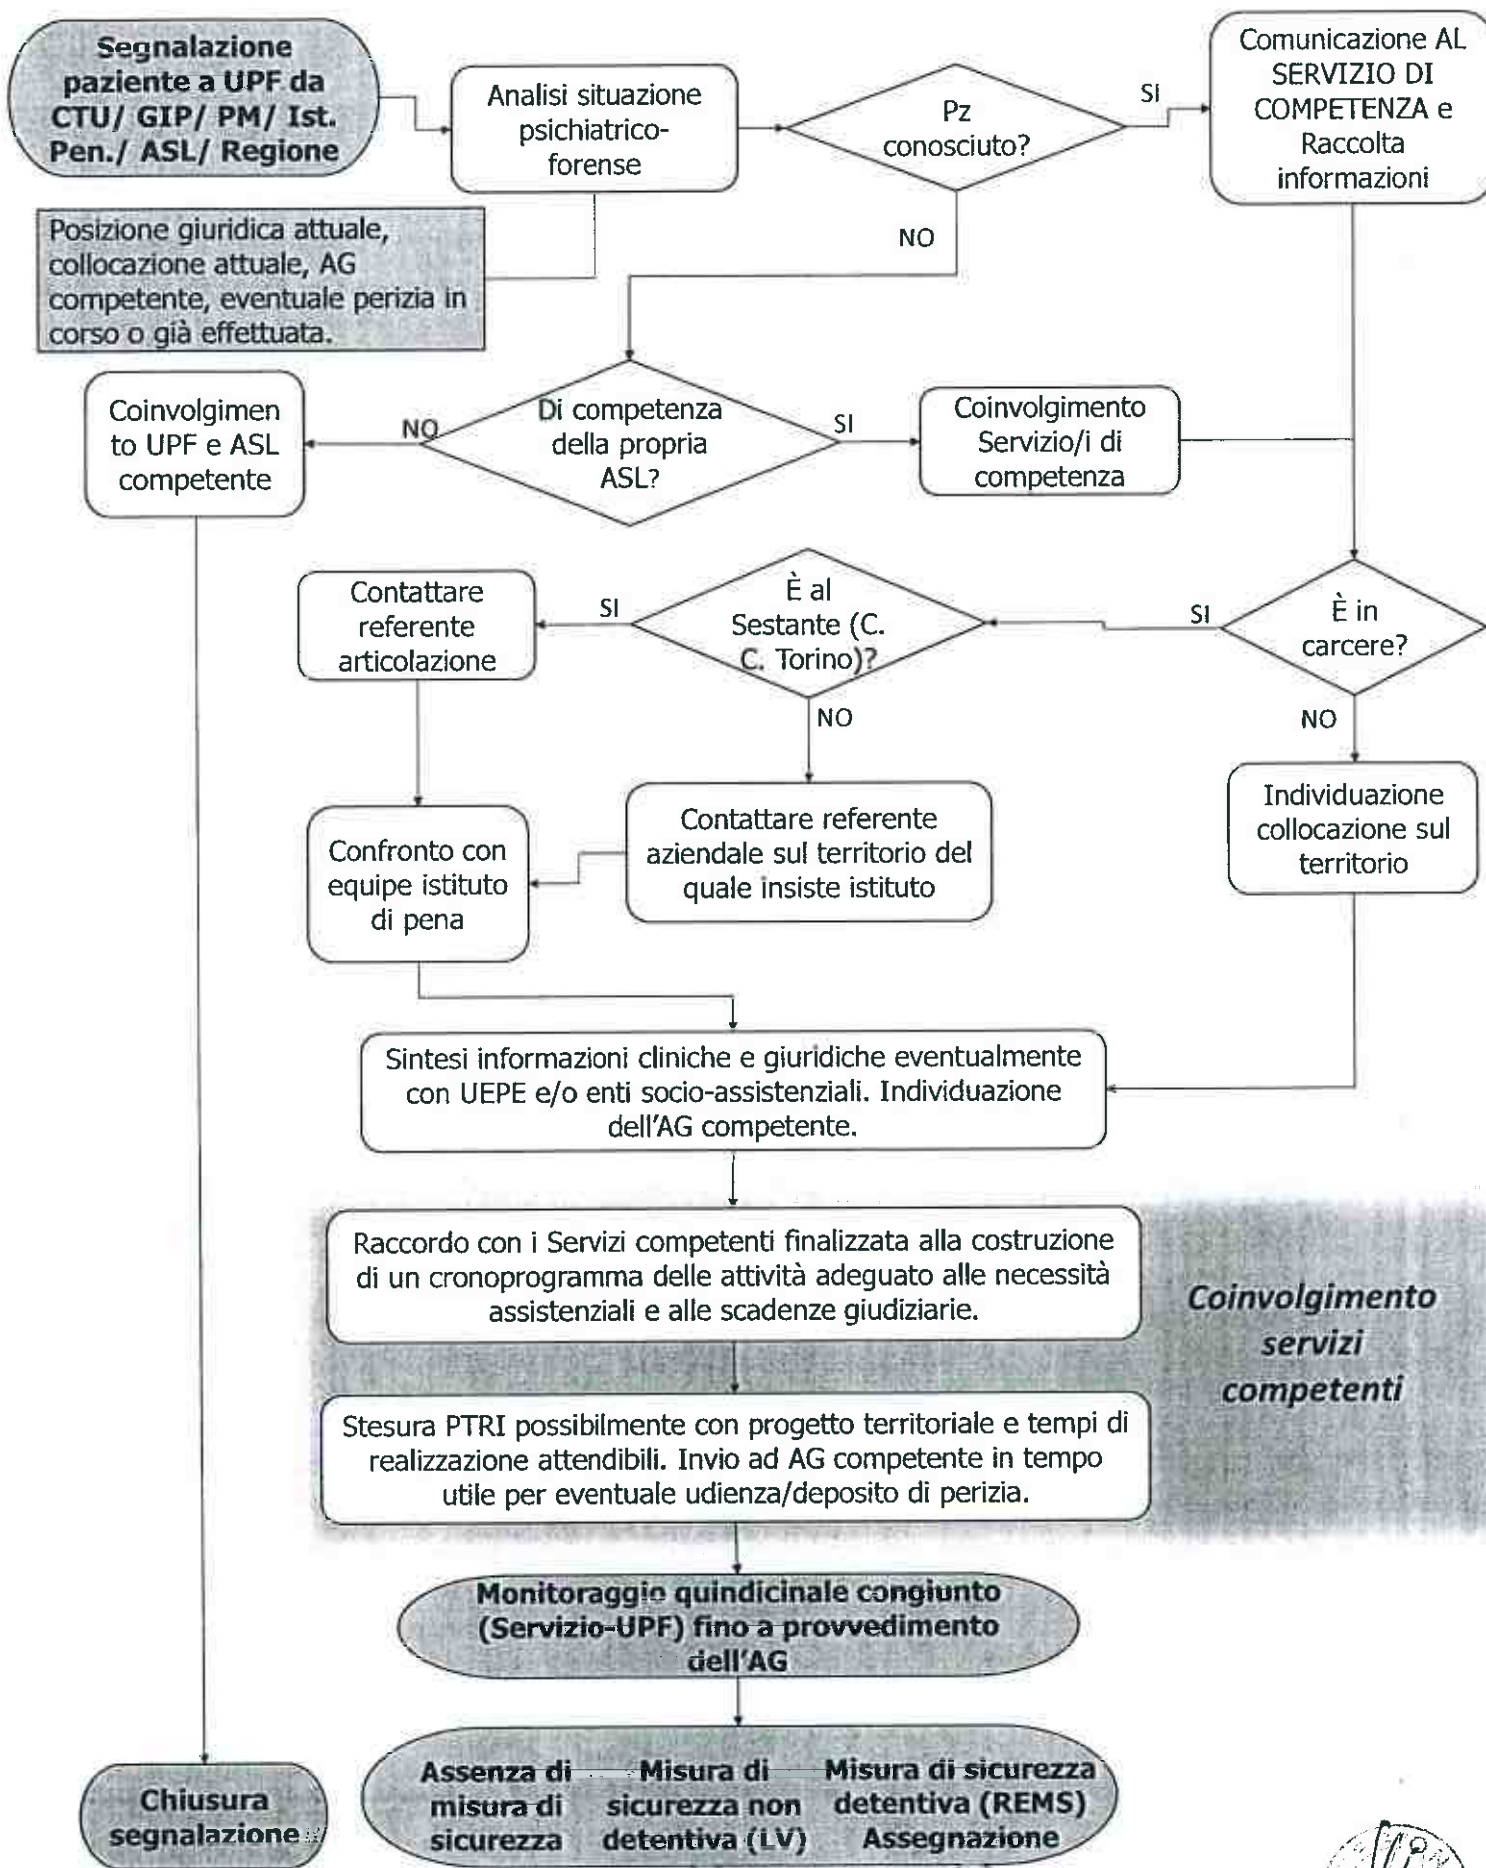 Segnalazione
paziente a UPF da
CTU/ GIP/ PM/ Ist.
Pen./ ASL/ Regione
Analisi situazione
psichiatrico-
forense
Pz
conosciuto?
SI
Comunicazione AL
SERVIZIO DI
COMPETENZA e
Raccolta
informazioni
Posizione giuridica attuale,
collocazione attuale, AG
competente, eventuale perizia in
corso o già effettuata.
NO
Coinvolgimen
to UPF e ASL
competente
NO
Di competenza
della propria
ASL?
SI
Coinvolgimento
Servizio/i di
competenza
Contattare
referente
articolazione
SI
È al
Sestante (C.
C. Torino)?
SI
È in
carcere?
NO
NO
Confronto con
equipe istituto
di pena
Contattare referente
aziendale sul territorio del
quale insiste istituto
Individuazione
collocazione sul
territorio
Sintesi informazioni cliniche e giuridiche eventualmente
con UEPE e/o enti socio-assistenziali. Individuazione
dell'AG competente.
Raccordo con i Servizi competenti finalizzata alla costruzione
di un cronoprogramma delle attività adeguato alle necessità
assistenziali e alle scadenze giudiziarie.
Coinvolgimento
servizi
competenti
Stesura PTRI possibilmente con progetto territoriale e tempi di
realizzazione attendibili. Invio ad AG competente in tempo
utile per eventuale udienza/deposito di perizia.
Monitoraggio quindicinale congiunto
(Servizio-UPF) fino a provvedimento
dell'AG
Chiusura
segnalazione
Assenza di
misura di
sicurezza
Misura di
sicurezza non
detentiva (LV)
Misura di sicurezza
detentiva (REMS)
Assegnazione